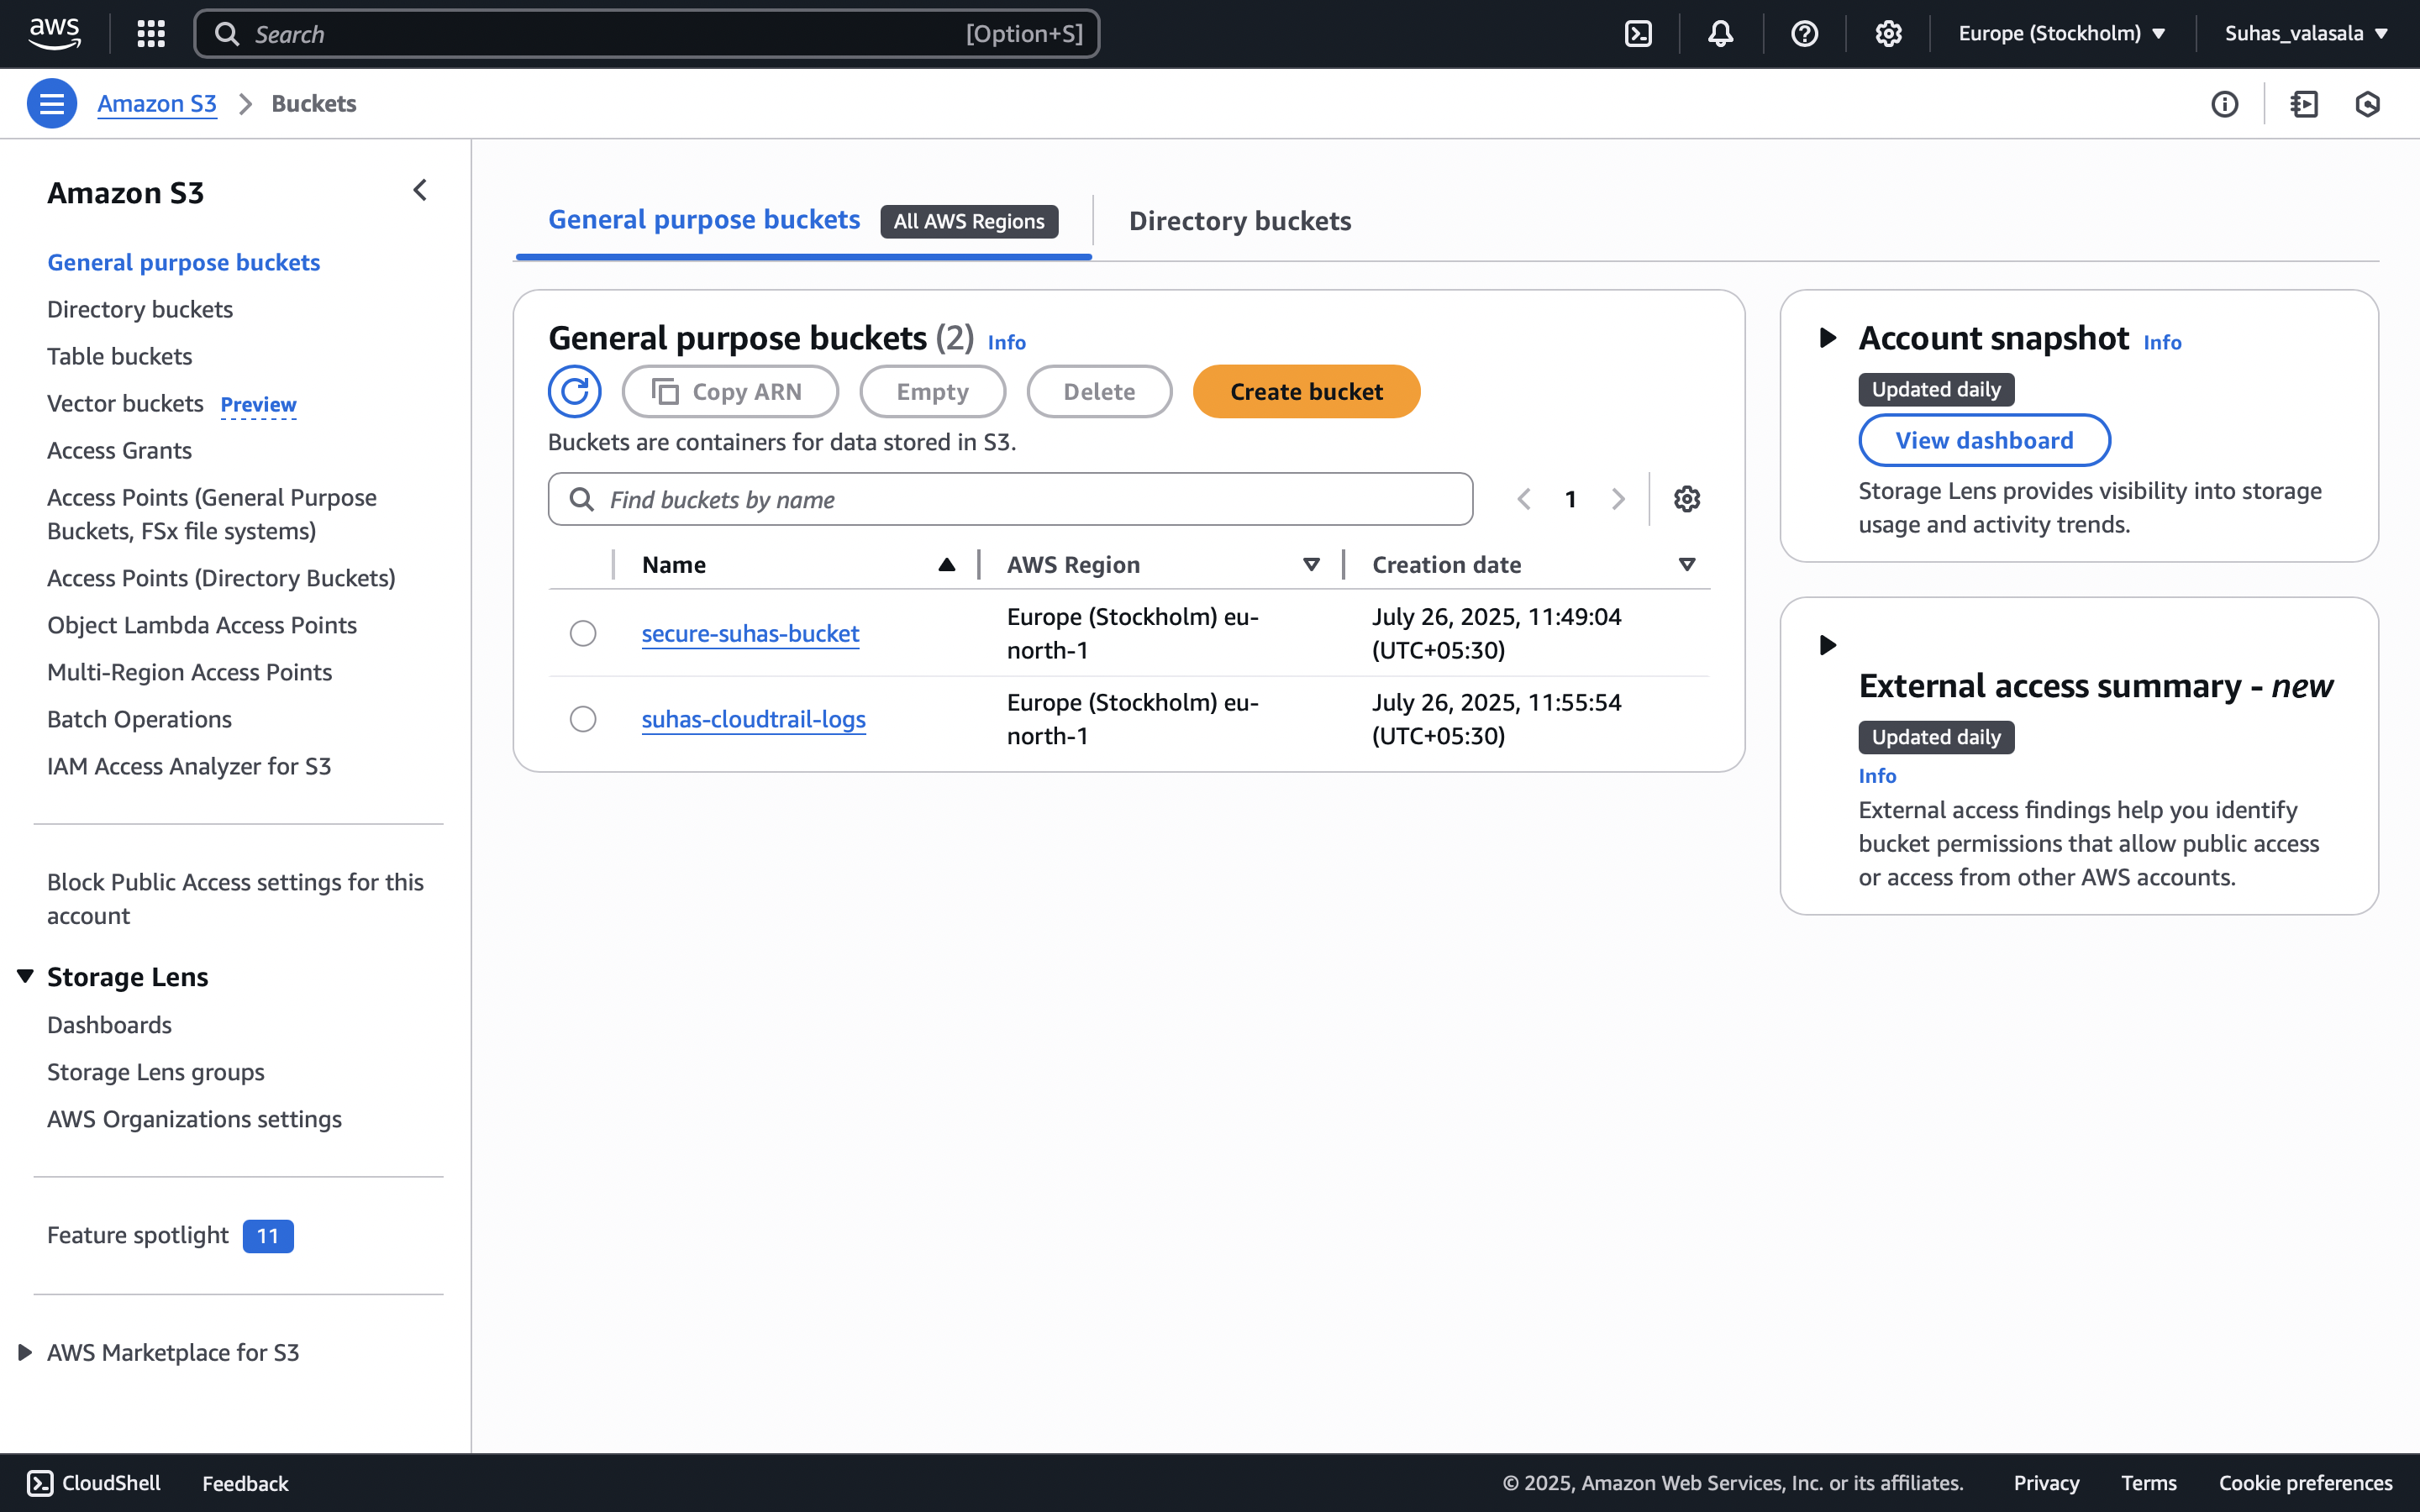 aws
Search [Option+S]
Europe (Stockholm)
Suhas_valasala
Amazon S3
Buckets
Amazon S3
General purpose buckets
Directory buckets
Table buckets
Vector buckets Preview
Access Grants
Access Points (General Purpose
Buckets, FSx file systems)
Access Points (Directory Buckets)
Object Lambda Access Points
Multi-Region Access Points
Batch Operations
IAM Access Analyzer for S3
Block Public Access settings for this
account
Storage Lens
Dashboards
Storage Lens groups
AWS Organizations settings
Feature spotlight 11
AWS Marketplace for S3
General purpose buckets All AWS Regions
Directory buckets
General purpose buckets (2) Info
Copy ARN
Empty
Delete
Create bucket
Buckets are containers for data stored in S3.
Find buckets by name
1
Name AWS Region Creation date
secure-suhas-bucket
Europe (Stockholm) eu-
north-1
July 26, 2025, 11:49:04
(UTC+05:30)
suhas-cloudtrail-logs
Europe (Stockholm) eu-
north-1
July 26, 2025, 11:55:54
(UTC+05:30)
Account snapshot Info
Updated daily
View dashboard
Storage Lens provides visibility into storage
usage and activity trends.
External access summary - new
Updated daily
Info
External access findings help you identify
bucket permissions that allow public access
or access from other AWS accounts.
CloudShell
Feedback
© 2025, Amazon Web Services, Inc. or its affiliates.
Privacy
Terms
Cookie preferences